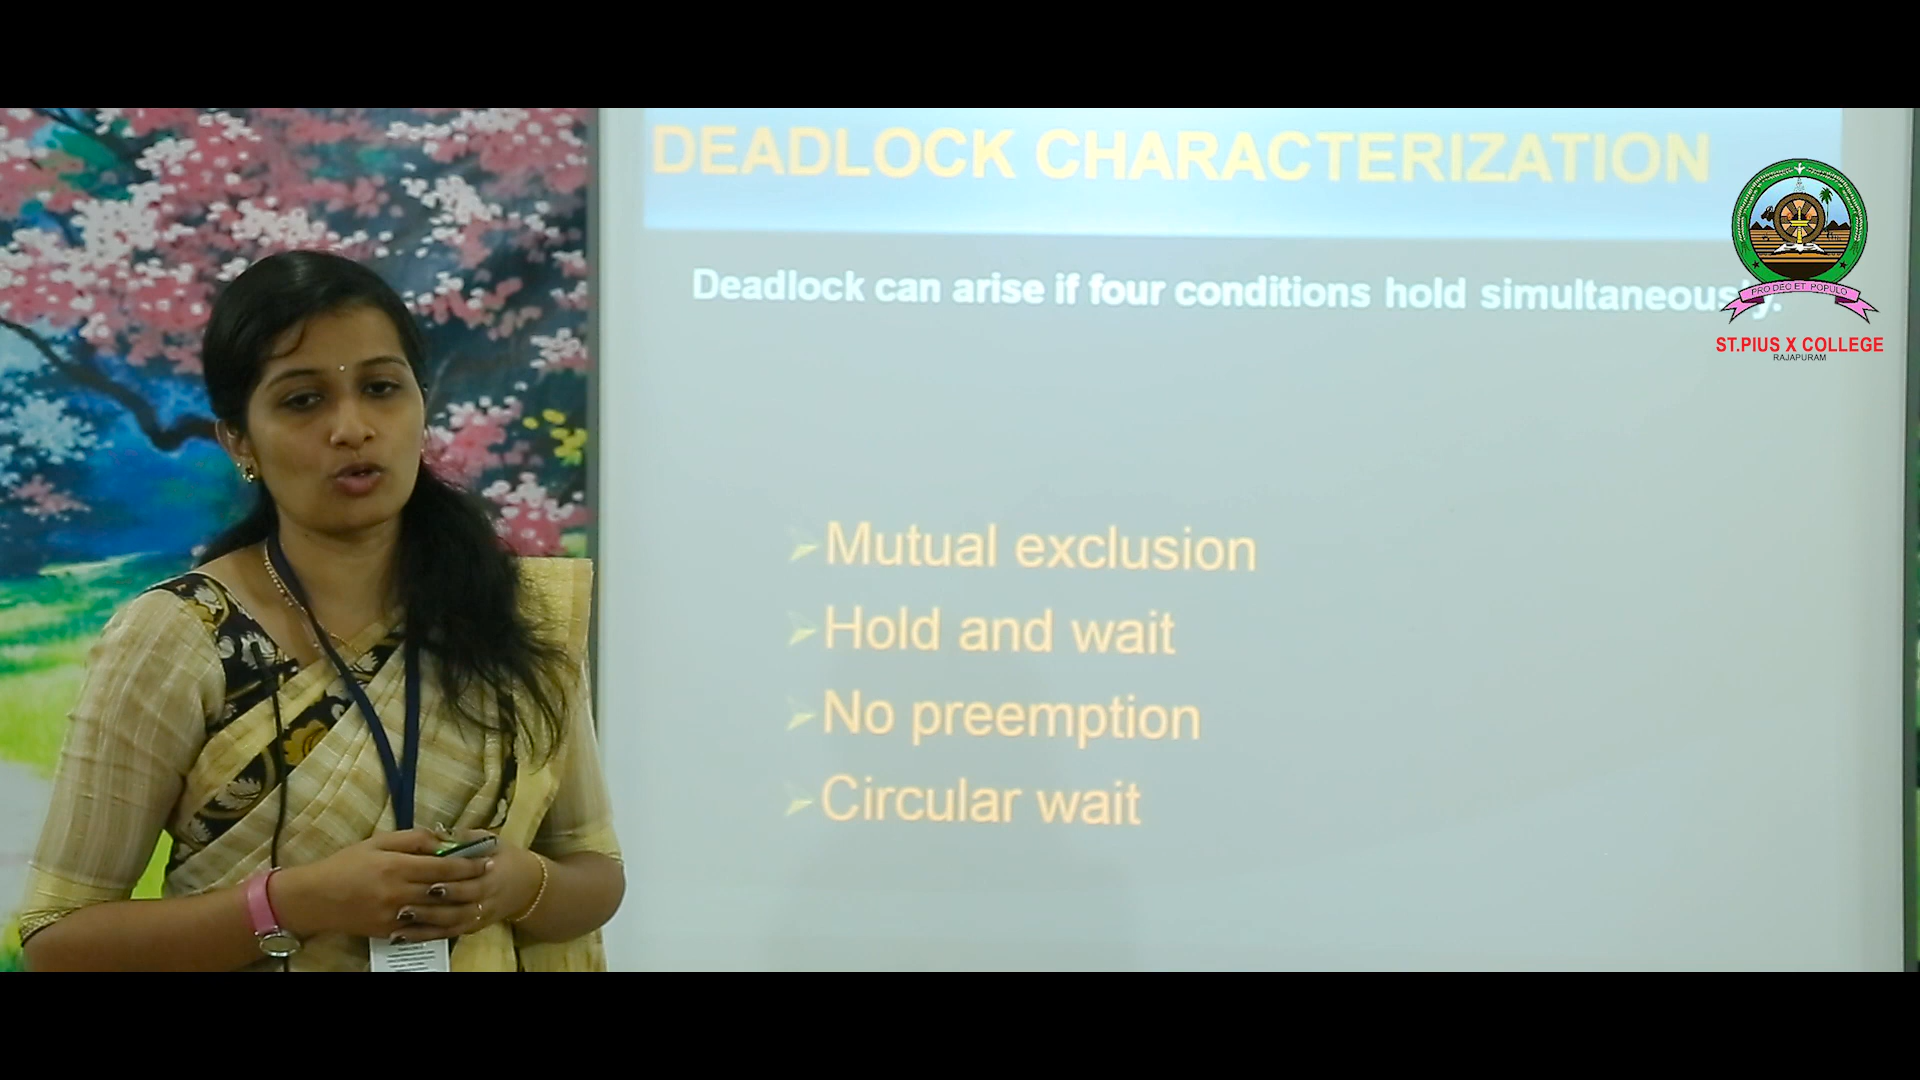 DEADLOCK CHARACTERIZATION
Deadlock can arise if four conditions hold simultaneously.
PRO DEO ET POPULO
ST.PIUS X COLLEGE
RAJAPURAM
➢Mutual exclusion
➢Hold and wait
➢No preemption
➢Circular wait